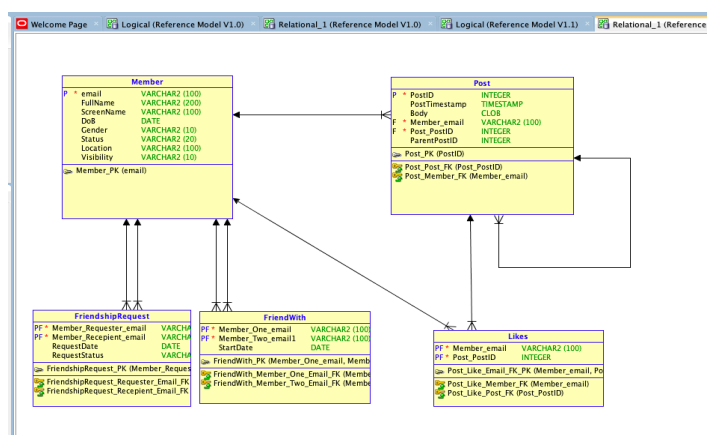 Welcome Page
Logical (Reference Model V1.0)
Relational_1 (Reference Model V1.0)
Logical (Reference Model V1.1)
Relational_1 (Reference
Member
P * email VARCHAR2 (100)
FullName VARCHAR2 (200)
ScreenName VARCHAR2 (100)
DoB DATE
Gender VARCHAR2 (10)
Status VARCHAR2 (20)
Location VARCHAR2 (100)
Visibility VARCHAR2 (10)
Member_PK (email)
Post
P * PostID INTEGER
PostTimestamp TIMESTAMP
Body CLOB
F * Member_email VARCHAR2 (100)
F * Post_PostID INTEGER
ParentPostID INTEGER
Post_PK (PostID)
Post_Post_FK (Post_PostID)
Post_Member_FK (Member_email)
FriendshipRequest
PF * Member_Requester_email VARCHA
PF * Member_Recepient_email VARCHA
RequestDate DATE
RequestStatus VARCHA
FriendshipRequest_PK (Member_Reques
FriendshipRequest_Requester_Email_FK
FriendshipRequest_Recepient_Email_FK
FriendWith
PF * Member_One_email VARCHAR2 (100
PF * Member_Two_email1 VARCHAR2 (100
StartDate DATE
FriendWith_PK (Member_One_email, Memb
FriendWith_Member_One_Email_FK (Membe
FriendWith_Member_Two_Email_FK (Membe
Likes
PF * Member_email VARCHAR2 (100)
PF * Post_PostID INTEGER
Post_Like_Email_FK_PK (Member_email, Po
Post_Like_Member_FK (Member_email)
Post_Like_Post_FK (Post_PostID)